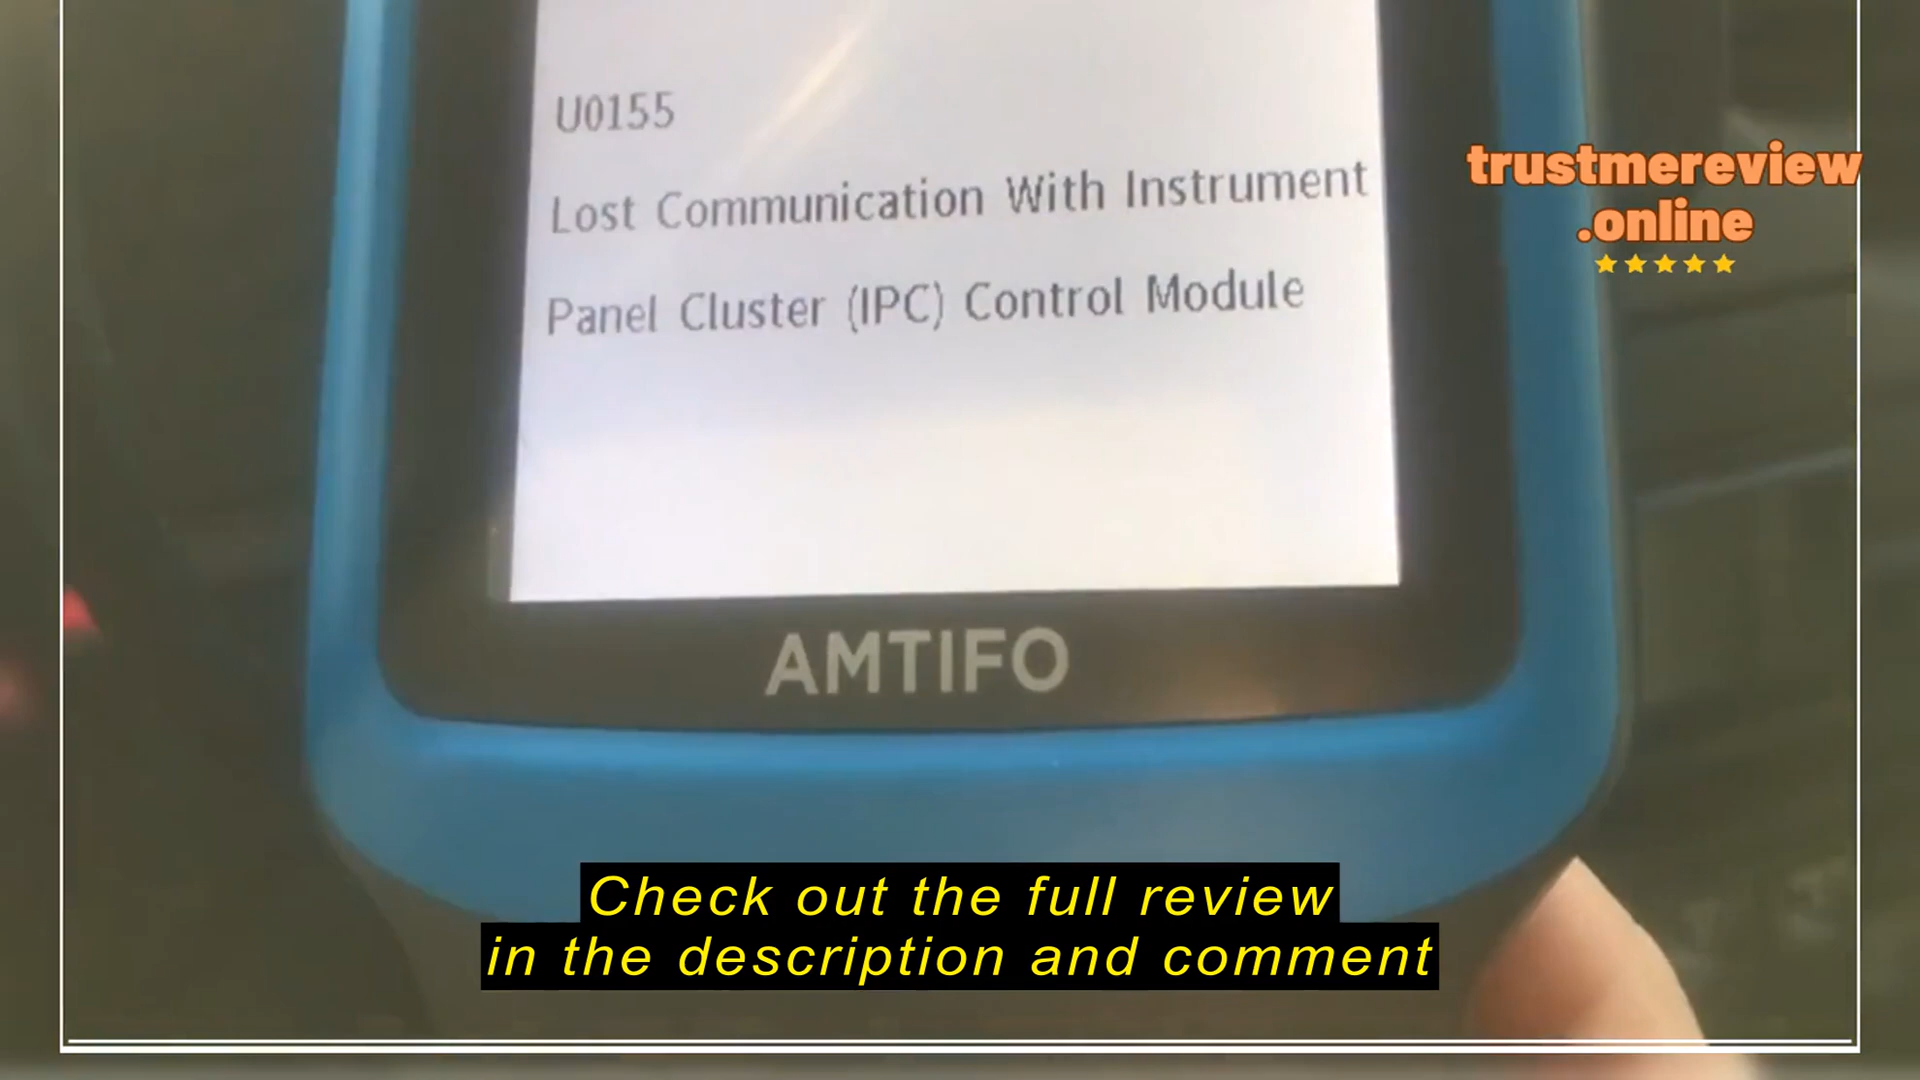 U0155
Lost Communication With Instrument
Panel Cluster (IPC) Control Module
trustmereview
.online
AMTIFO
Check out the full review
in the description and comment